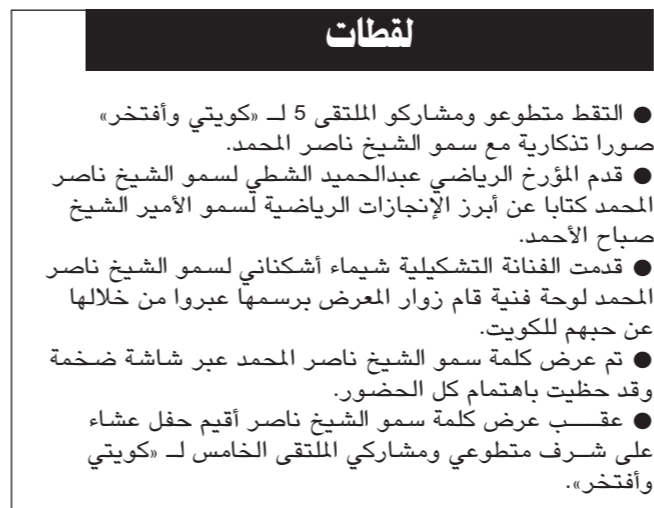 لقطات
● التقط متطوعو ومشاركو الملتقى 5 لــ «كويتي وأفتخر»
صورا تذكارية مع سمو الشيخ ناصر المحمد.
● قدم المؤرخ الرياضي عبدالحميد الشطي لسمو الشيخ ناصر
المحمد كتابا عن أبرز الإنجازات الرياضية لسمو الأمير الشيخ
صباح الأحمد.
● قدمت الفنانة التشكيلية شيماء أشكناني لسمو الشيخ ناصر
المحمد لوحة فنية قام زوار المعرض برسمها عبروا من خلالها
عن حبهم للكويت.
● تم عرض كلمة سمو الشيخ ناصر المحمد عبر شاشة ضخمة
وقد حظيت باهتمام كل الحضور.
● عقــــب عرض كلمة سمو الشيخ ناصر أقيم حفل عشاء
على شــرف متطوعي ومشاركي الملتقى الخامس لــ «كويتي
وأفتخر».